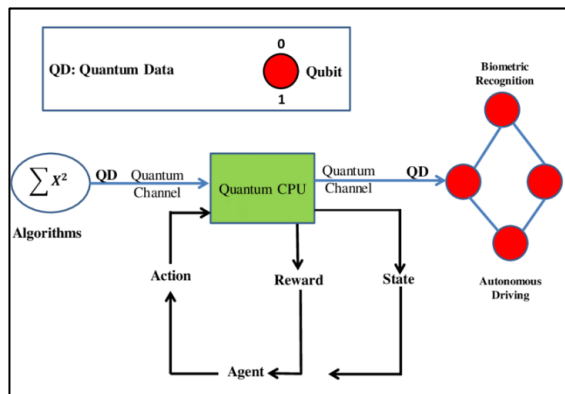 0
QD: Quantum Data
Qubit
1
Biometric
Recognition
∑ X²
QD
Quantum
Channel
Quantum CPU
Quantum
Channel
QD
Algorithms
Action
Reward
State
Autonomous
Driving
Agent